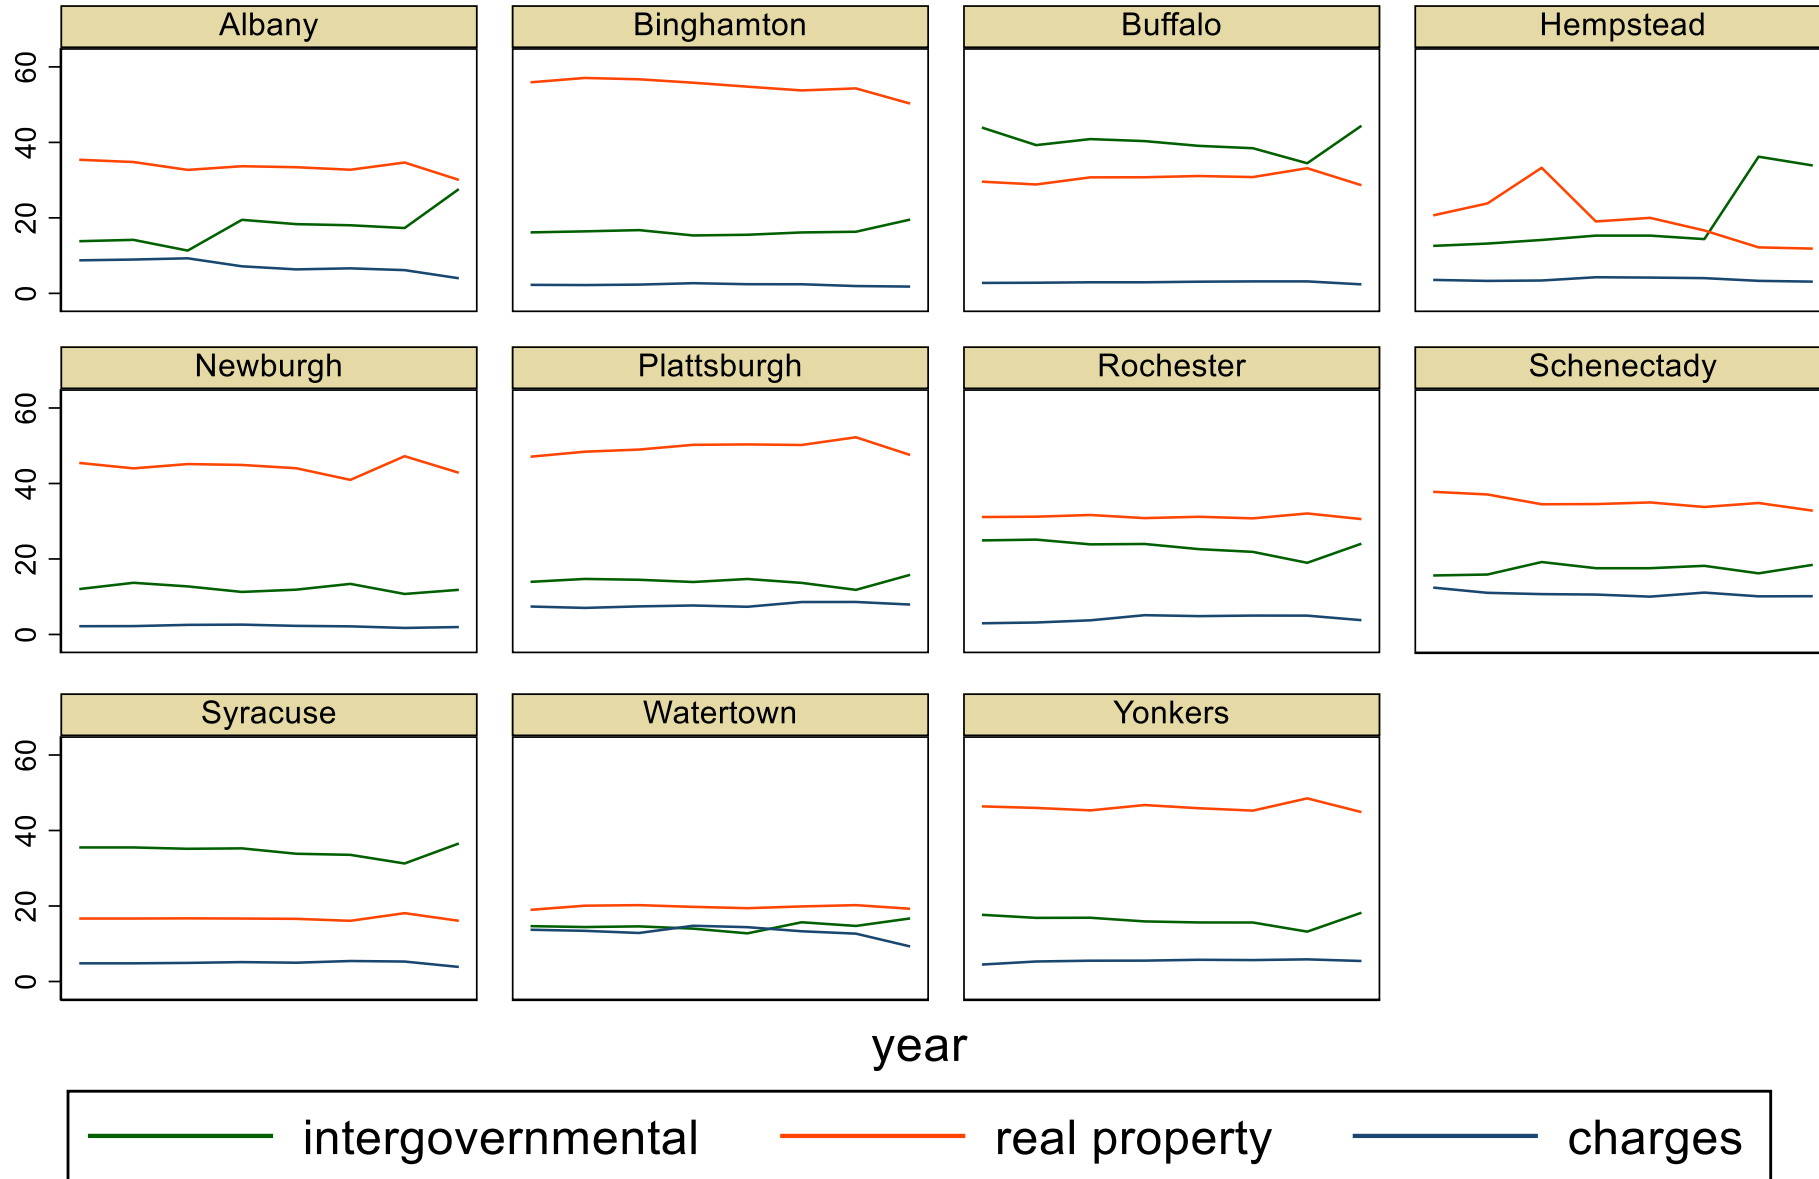 Albany Binghamton Buffalo Hempstead
60
40
20
0
Newburgh Plattsburgh Rochester Schenectady
60
40
20
0
Syracuse Watertown Yonkers
60
40
20
0
year
intergovernmental real property charges